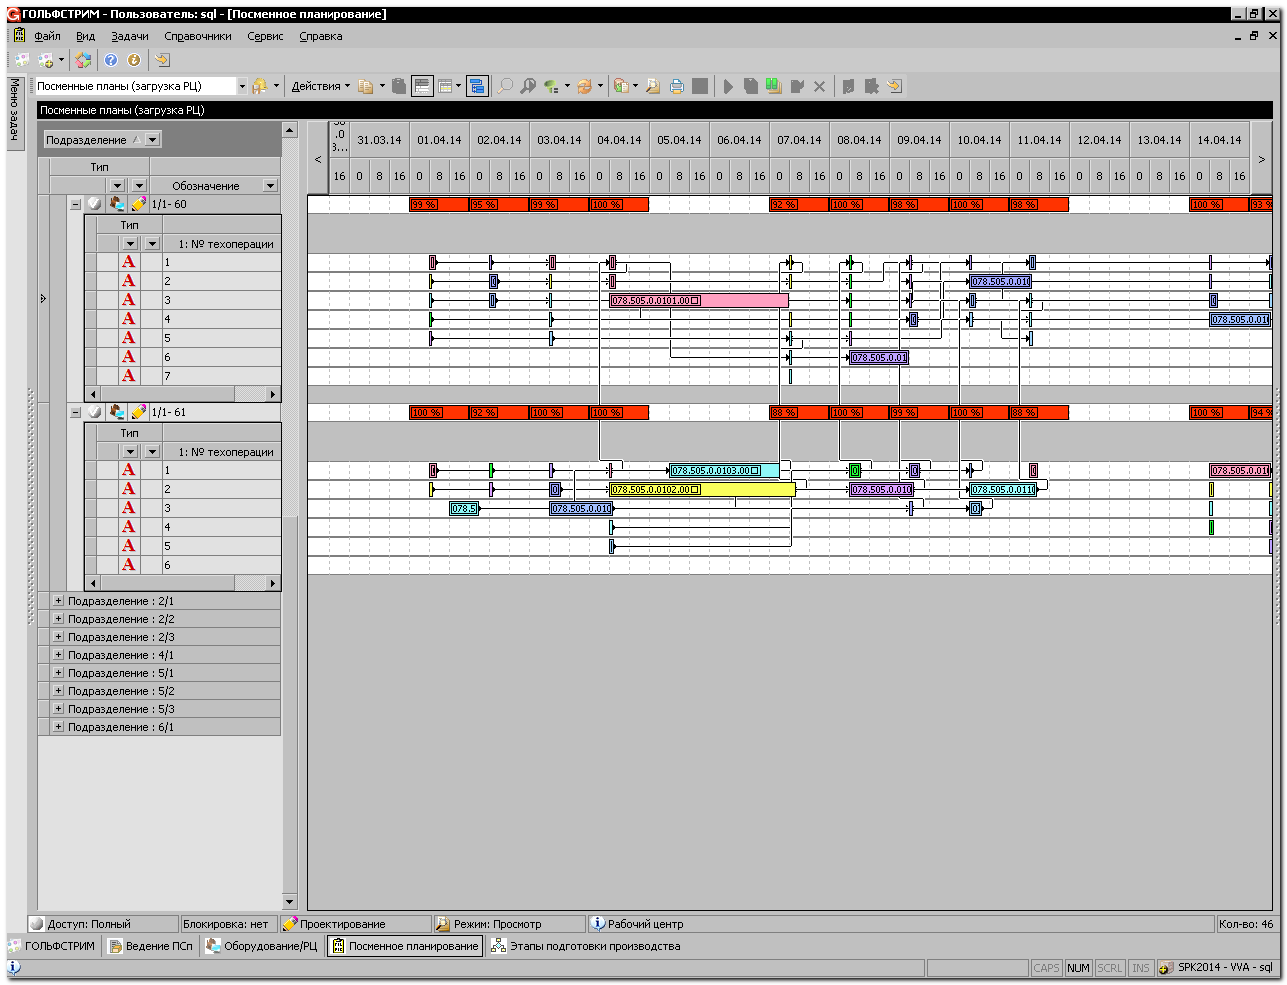 ГОЛЬФСТРИМ - Пользователь: sql - [Посменное планирование]
Файл Вид Задачи Справочники Сервис Справка
Меню задач
Посменные планы (загрузка РЦ) Действия
Посменные планы (загрузка РЦ)
Подразделение
31.03.14 01.04.14 02.04.14 03.04.14 04.04.14 05.04.14 06.04.14 07.04.14 08.04.14 09.04.14 10.04.14 11.04.14 12.04.14 13.04.14 14.04.14
< >
Тип
16 0 8 16 0 8 16 0 8 16 0 8 16 0 8 16 0 8 16 0 8 16 0 8 16 0 8 16 0 8 16 0 8 16 0 8 16 0 8 16 0 8 16 0 8 16
Обозначение
1/1- 60 99 % 95 % 99 % 100 % 92 % 100 % 98 % 100 % 98 % 100 % 93 %
Тип
1: № техоперации
A 1
A 2 078.505.0.010
A 3 078.505.0.0101.00
A 4 078.505.0.010
A 5
A 6 078.505.0.01
A 7
1/1- 61 100 % 92 % 100 % 100 % 88 % 100 % 99 % 100 % 88 % 100 % 94 %
Тип
1: № техоперации
A 1 078.505.0.0103.00 078.505.0.010
A 2 078.505.0.0102.00 078.505.0.010 078.505.0.0110
A 3 078.5 078.505.0.010 01
A 4
A 5
A 6
Подразделение : 2/1
Подразделение : 2/2
Подразделение : 2/3
Подразделение : 4/1
Подразделение : 5/1
Подразделение : 5/2
Подразделение : 5/3
Подразделение : 6/1
Доступ: Полный Блокировка: нет Проектирование Режим: Просмотр Рабочий центр Кол-во: 46
ГОЛЬФСТРИМ Ведение ПСп Оборудование/РЦ Посменное планирование Этапы подготовки производства
CAPS NUM SCRL INS SPK2014 - VVA - sql